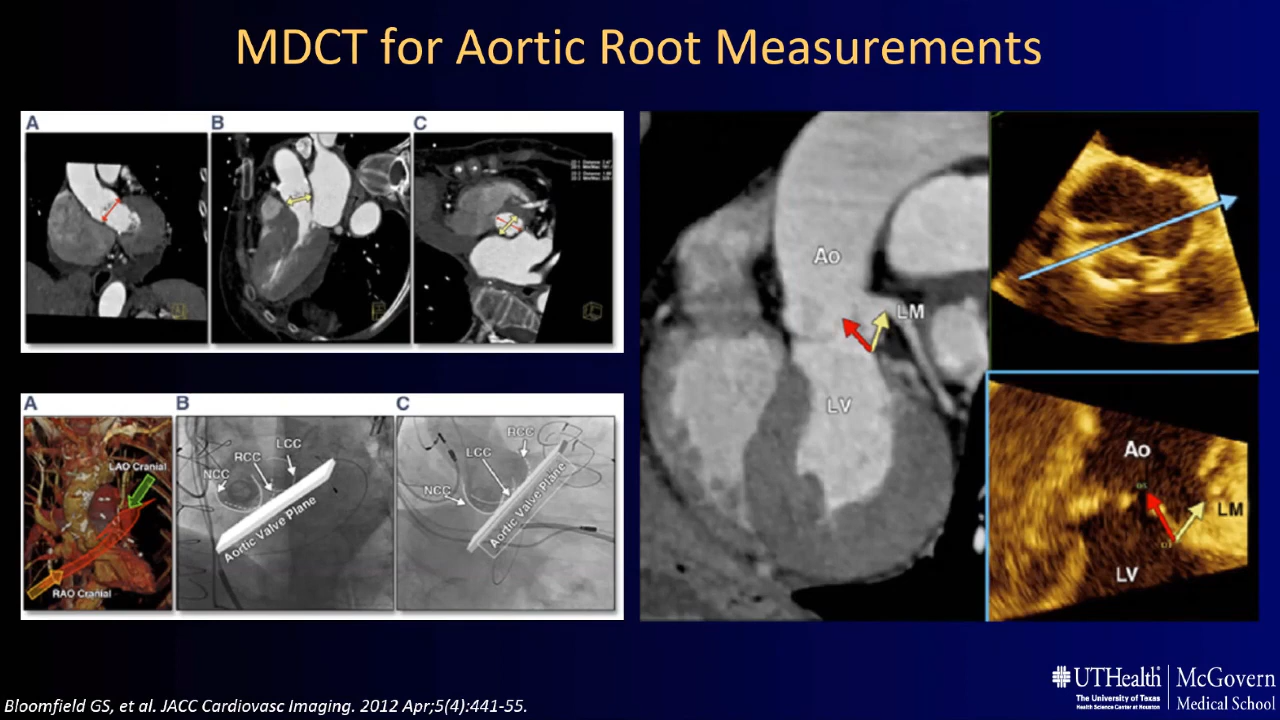 MDCT for Aortic Root Measurements
A
B
C
Ao
LM
LV
Ao
LM
LV
A
B
C
LAO Cranial
RAO Cranial
LCC
RCC
NCC
Aortic Valve Plane
RCC
LCC
NCC
Aortic Valve Plane
Bloomfield GS, et al. JACC Cardiovasc Imaging. 2012 Apr;5(4):441-55.
UTHealth
The University of Texas
Health Science Center at Houston
McGovern
Medical School